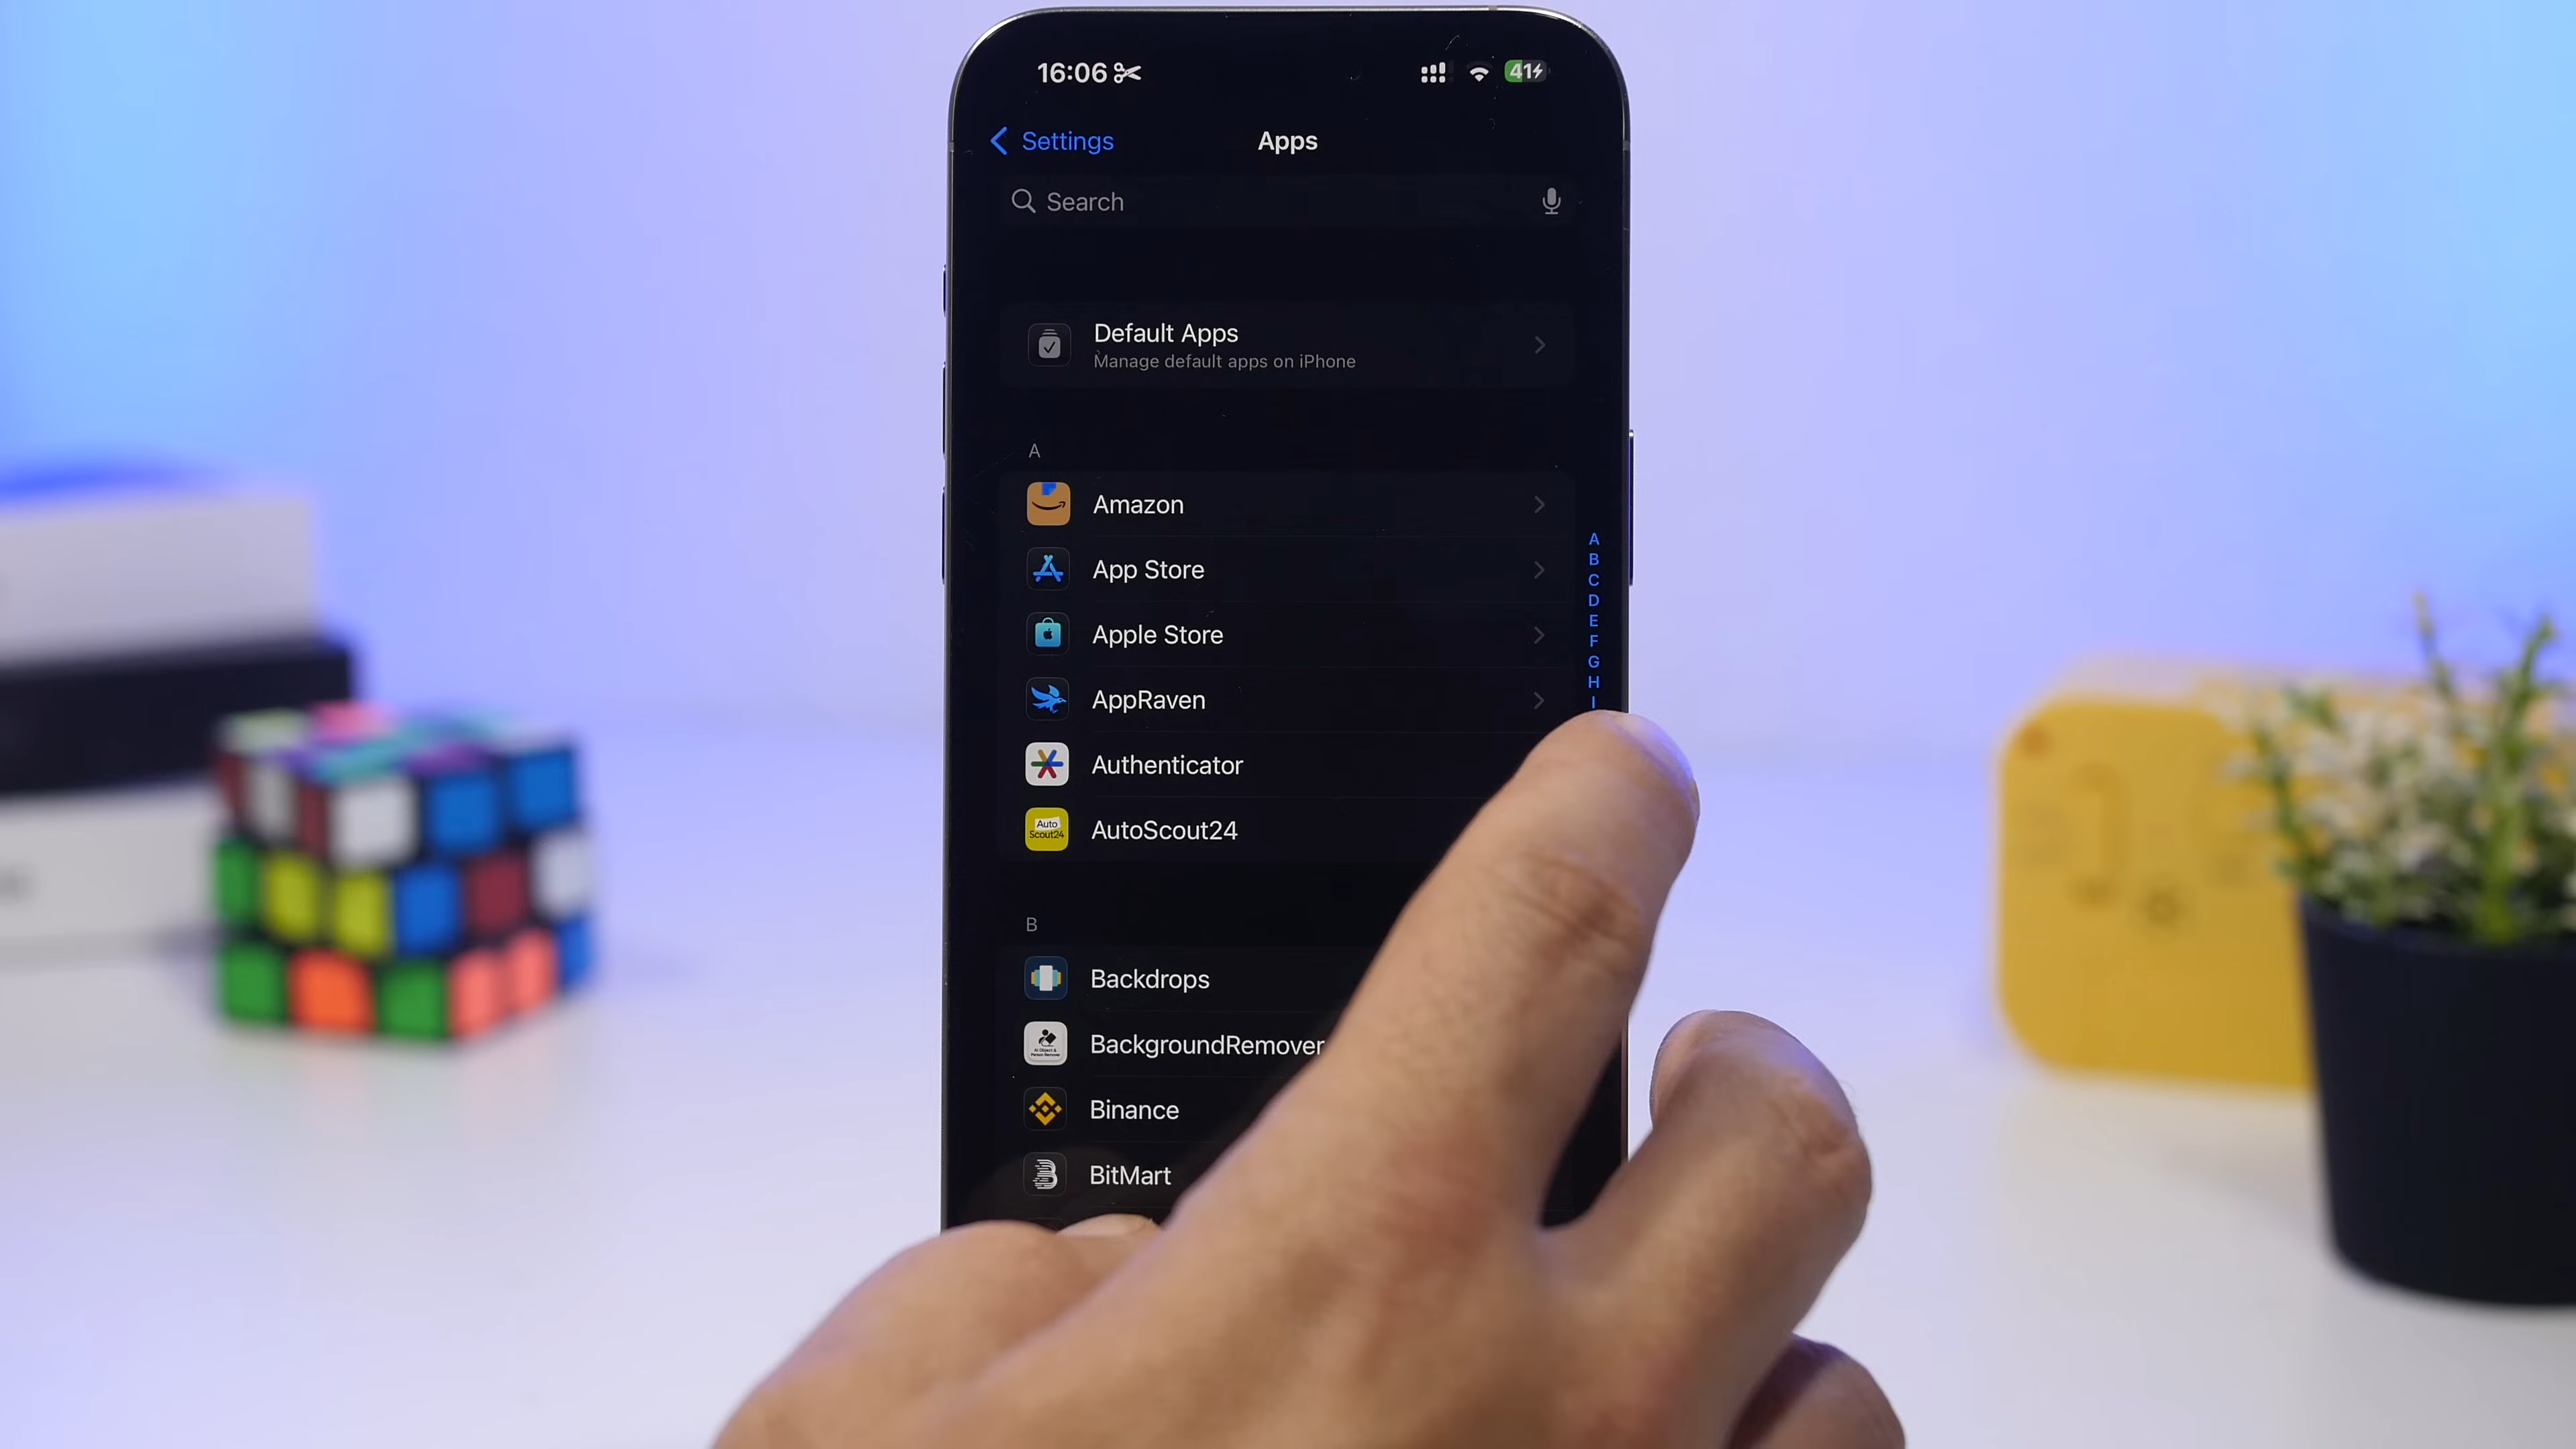 16:06 41
Settings Apps
Search
Default Apps
Manage default apps on iPhone
A
Amazon
App Store
Apple Store
AppRaven
Authenticator
Auto
Scout24
AutoScout24
B
Backdrops
BackgroundRemover
Binance
BitMart
A
B
C
D
E
F
G
H
I